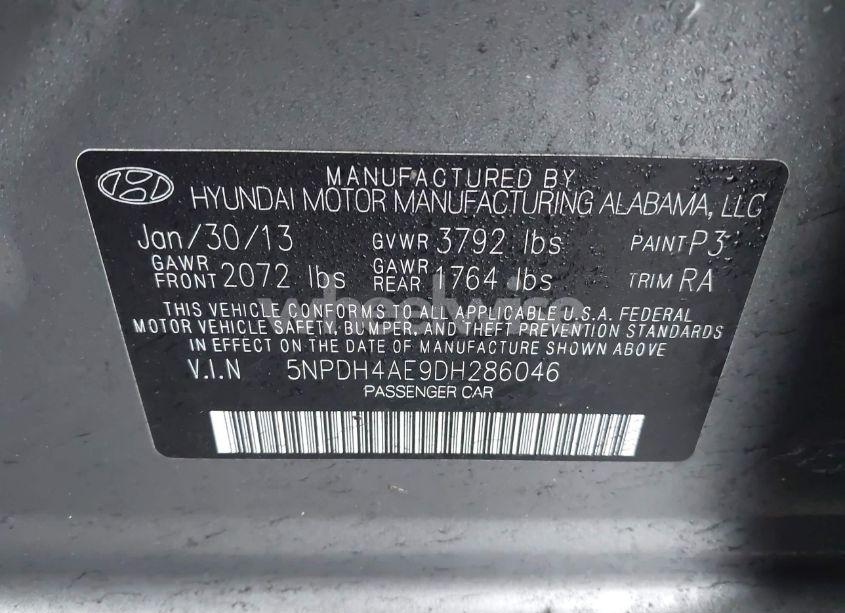 MANUFACTURED BY
HYUNDAI MOTOR MANUFACTURING ALABAMA, LLC
Jan/30/13 GVWR 3792 lbs PAINT P3
GAWR FRONT 2072 lbs GAWR REAR 1764 lbs TRIM RA
wheelwise
THIS VEHICLE CONFORMS TO ALL APPLICABLE U.S.A. FEDERAL
MOTOR VEHICLE SAFETY, BUMPER, AND THEFT PREVENTION STANDARDS
IN EFFECT ON THE DATE OF MANUFACTURE SHOWN ABOVE
V.I.N 5NPDH4AE9DH286046
PASSENGER CAR